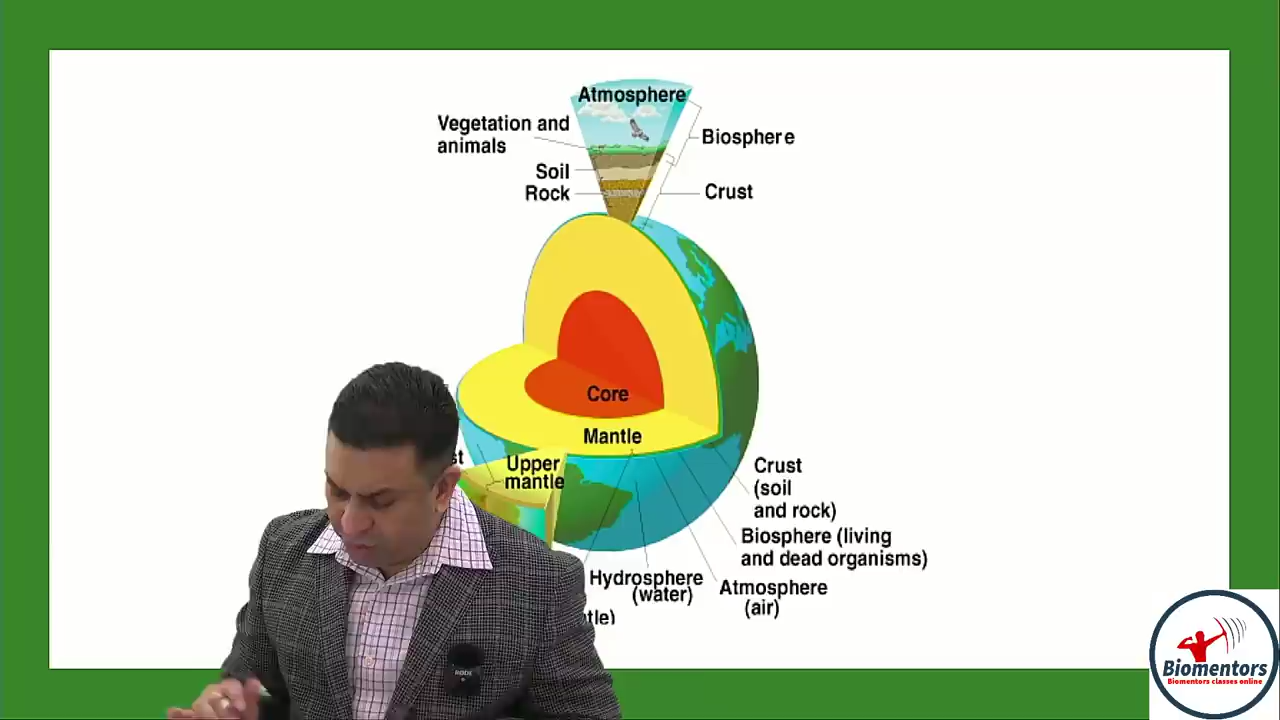 Atmosphere
Vegetation and
animals
Biosphere
Soil
Rock
Crust
Core
Mantle
Upper
mantle
Crust
(soil
and rock)
Biosphere (living
and dead organisms)
Hydrosphere
(water)
Atmosphere
(air)
Biomentors
Biomentors classes online